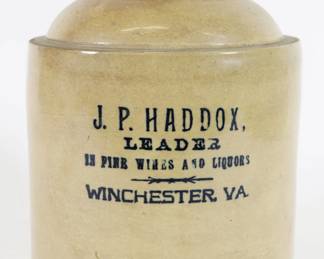 J. P. HADDOX,
LEADER
IN FINE WINES AND LIQUORS
WINCHESTER, VA.